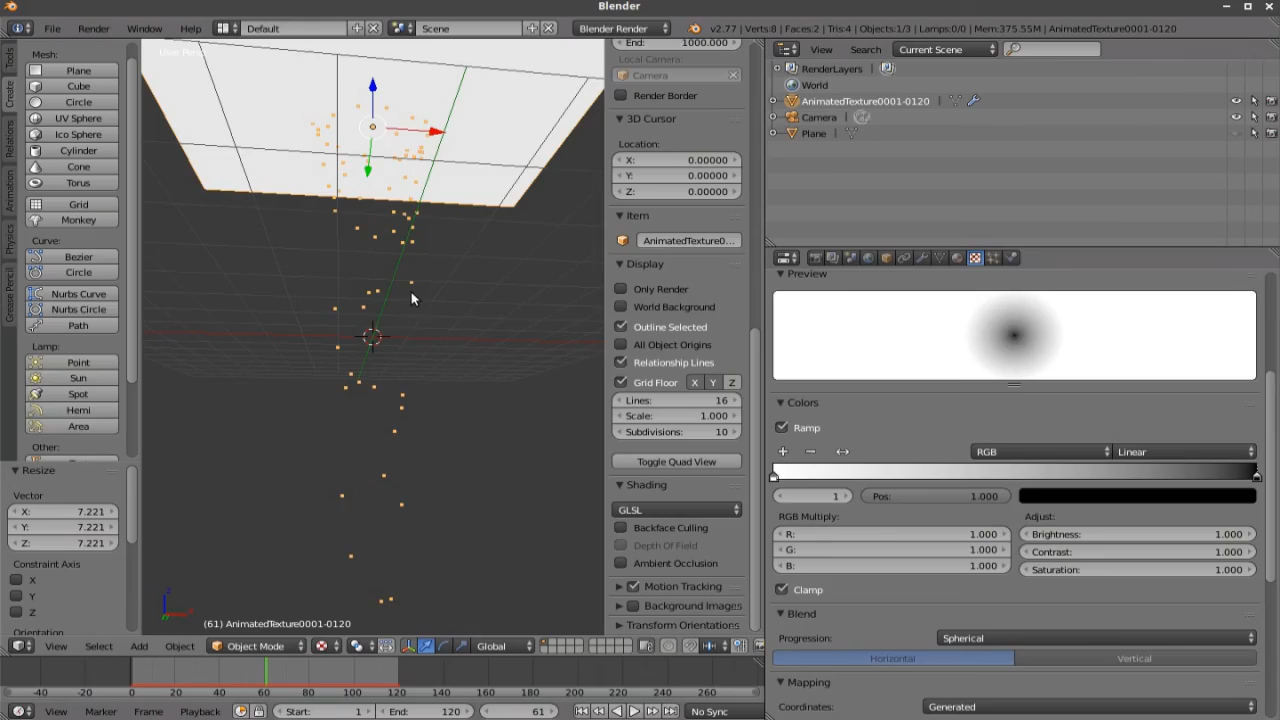 Blender
File Render Window Help Default Scene Blender Render v2.77 | Verts:8 | Faces:2 | Tris:4 | Objects:1/3 | Lamps:0/0 | Mem:375.55M | AnimatedTexture0001-0120
Tools
Create
Relations
Animation
Physics
Grease Pencil
Mesh:
Plane
Cube
Circle
UV Sphere
Ico Sphere
Cylinder
Cone
Torus
Grid
Monkey
Curve:
Bezier
Circle
Nurbs Curve
Nurbs Circle
Path
Lamp:
Point
Sun
Spot
Hemi
Area
Other:
Resize
Vector
X: 7.221
Y: 7.221
Z: 7.221
Constraint Axis
X
Y
Z
Orientation
(61) AnimatedTexture0001-0120
End: 1000.000
Local Camera:
Camera
Render Border
3D Cursor
Location:
X: 0.00000
Y: 0.00000
Z: 0.00000
Item
AnimatedTexture0...
Display
Only Render
World Background
Outline Selected
All Object Origins
Relationship Lines
Grid Floor X Y Z
Lines: 16
Scale: 1.000
Subdivisions: 10
Toggle Quad View
Shading
GLSL
Backface Culling
Depth Of Field
Ambient Occlusion
Motion Tracking
Background Images
Transform Orientations
View Select Add Object Object Mode Global
-40 -20 0 20 40 60 80 100 120 140 160 180 200 220 240 260
View Marker Frame Playback Start: 1 End: 120 61 No Sync
View Search Current Scene
RenderLayers
World
AnimatedTexture0001-0120
Camera
Plane
Preview
Colors
Ramp
RGB Linear
1 Pos: 1.000
RGB Multiply: Adjust:
R: 1.000 Brightness: 1.000
G: 1.000 Contrast: 1.000
B: 1.000 Saturation: 1.000
Clamp
Blend
Progression: Spherical
Horizontal Vertical
Mapping
Coordinates: Generated